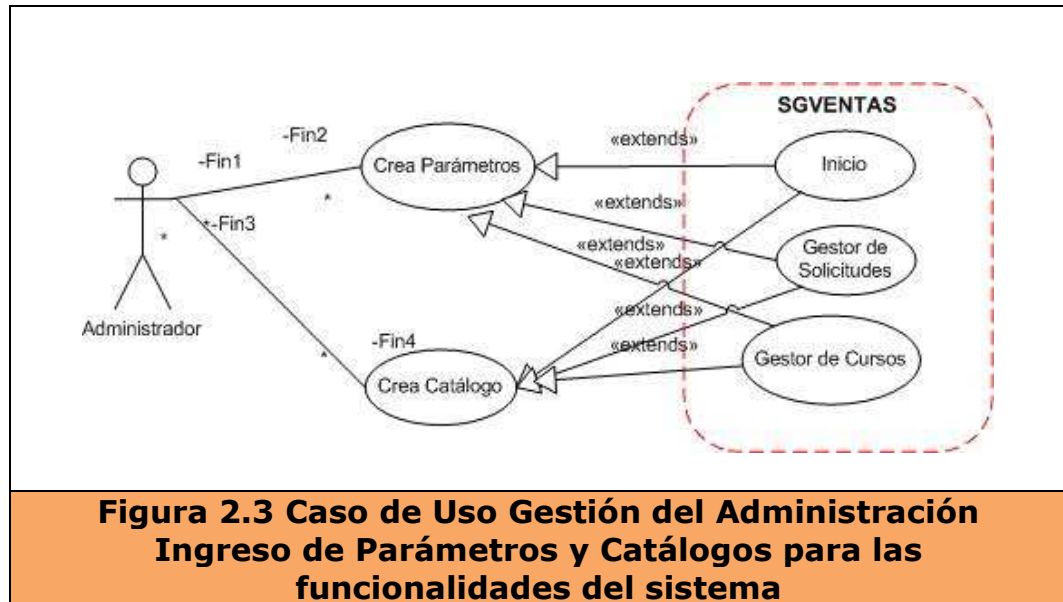 SGVENTAS
«extends»
Inicio
-Fin2
-Fin1
Crea Parámetros
*
«extends»
*-Fin3
*
«extends»
«extends»
Gestor de
Solicitudes
Administrador
«extends»
-Fin4
*
«extends»
Gestor de Cursos
Crea Catálogo
Figura 2.3 Caso de Uso Gestión del Administración
Ingreso de Parámetros y Catálogos para las
funcionalidades del sistema